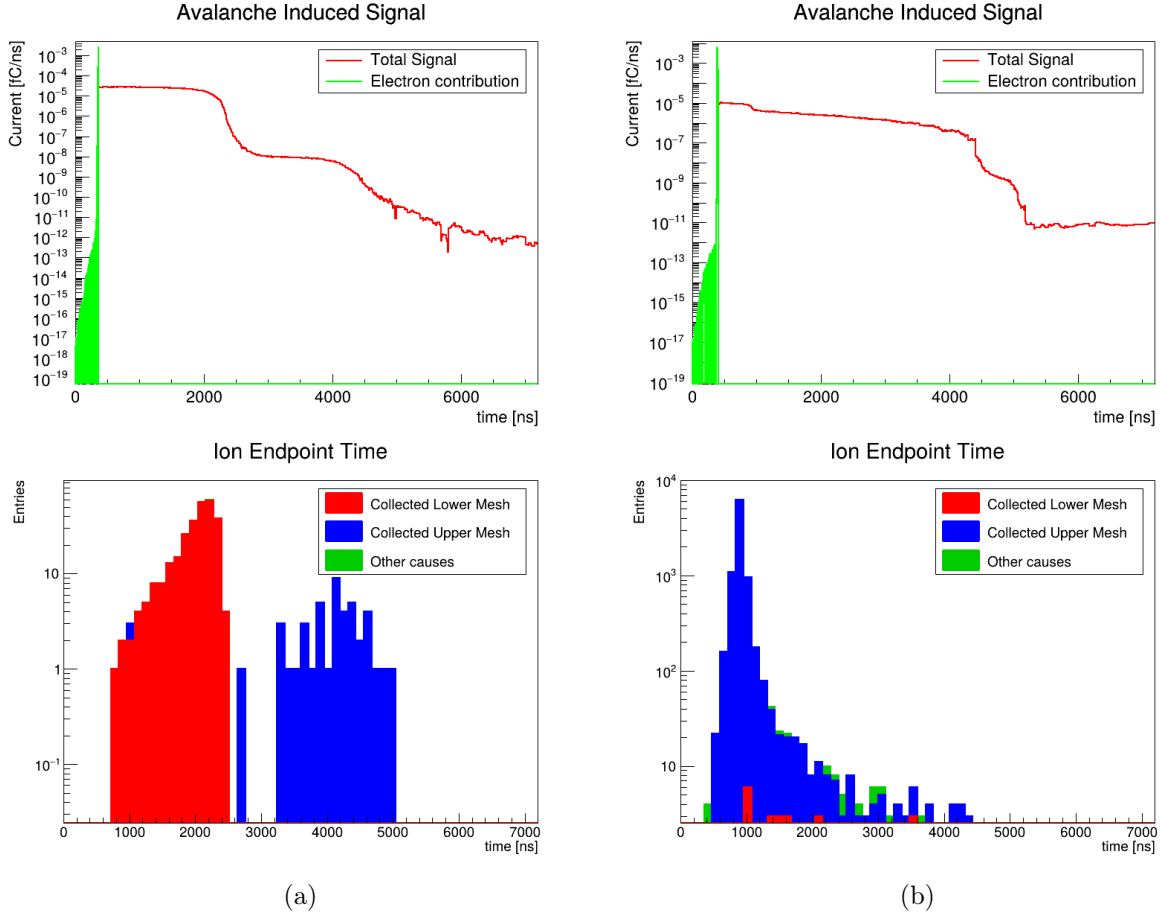 Avalanche Induced Signal
Current [fC/ns]
10⁻³
10⁻⁴
10⁻⁵
10⁻⁶
10⁻⁷
10⁻⁸
10⁻⁹
10⁻¹⁰
10⁻¹¹
10⁻¹²
10⁻¹³
10⁻¹⁴
10⁻¹⁵
10⁻¹⁶
10⁻¹⁷
10⁻¹⁸
10⁻¹⁹
Total Signal
Electron contribution
0 2000 4000 6000
time [ns]
Avalanche Induced Signal
Current [fC/ns]
10⁻³
10⁻⁵
10⁻⁷
10⁻⁹
10⁻¹¹
10⁻¹³
10⁻¹⁵
10⁻¹⁷
10⁻¹⁹
Total Signal
Electron contribution
0 2000 4000 6000
time [ns]
Ion Endpoint Time
Entries
10
1
10⁻¹
Collected Lower Mesh
Collected Upper Mesh
Other causes
0 1000 2000 3000 4000 5000 6000 7000
time [ns]
(a)
Ion Endpoint Time
Entries
10⁴
10³
10²
10
Collected Lower Mesh
Collected Upper Mesh
Other causes
0 1000 2000 3000 4000 5000 6000 7000
time [ns]
(b)